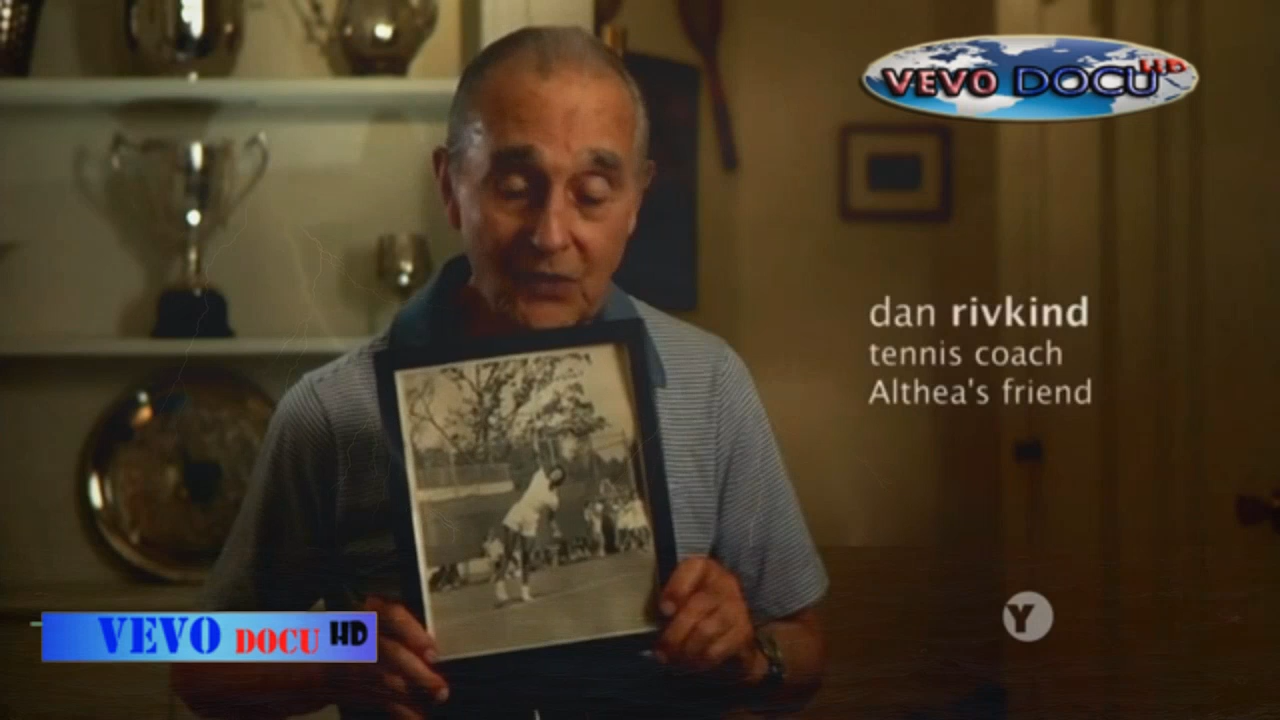 VEVO DOCU HD
dan rivkind
tennis coach
Althea's friend
Y
VEVO DOCU HD